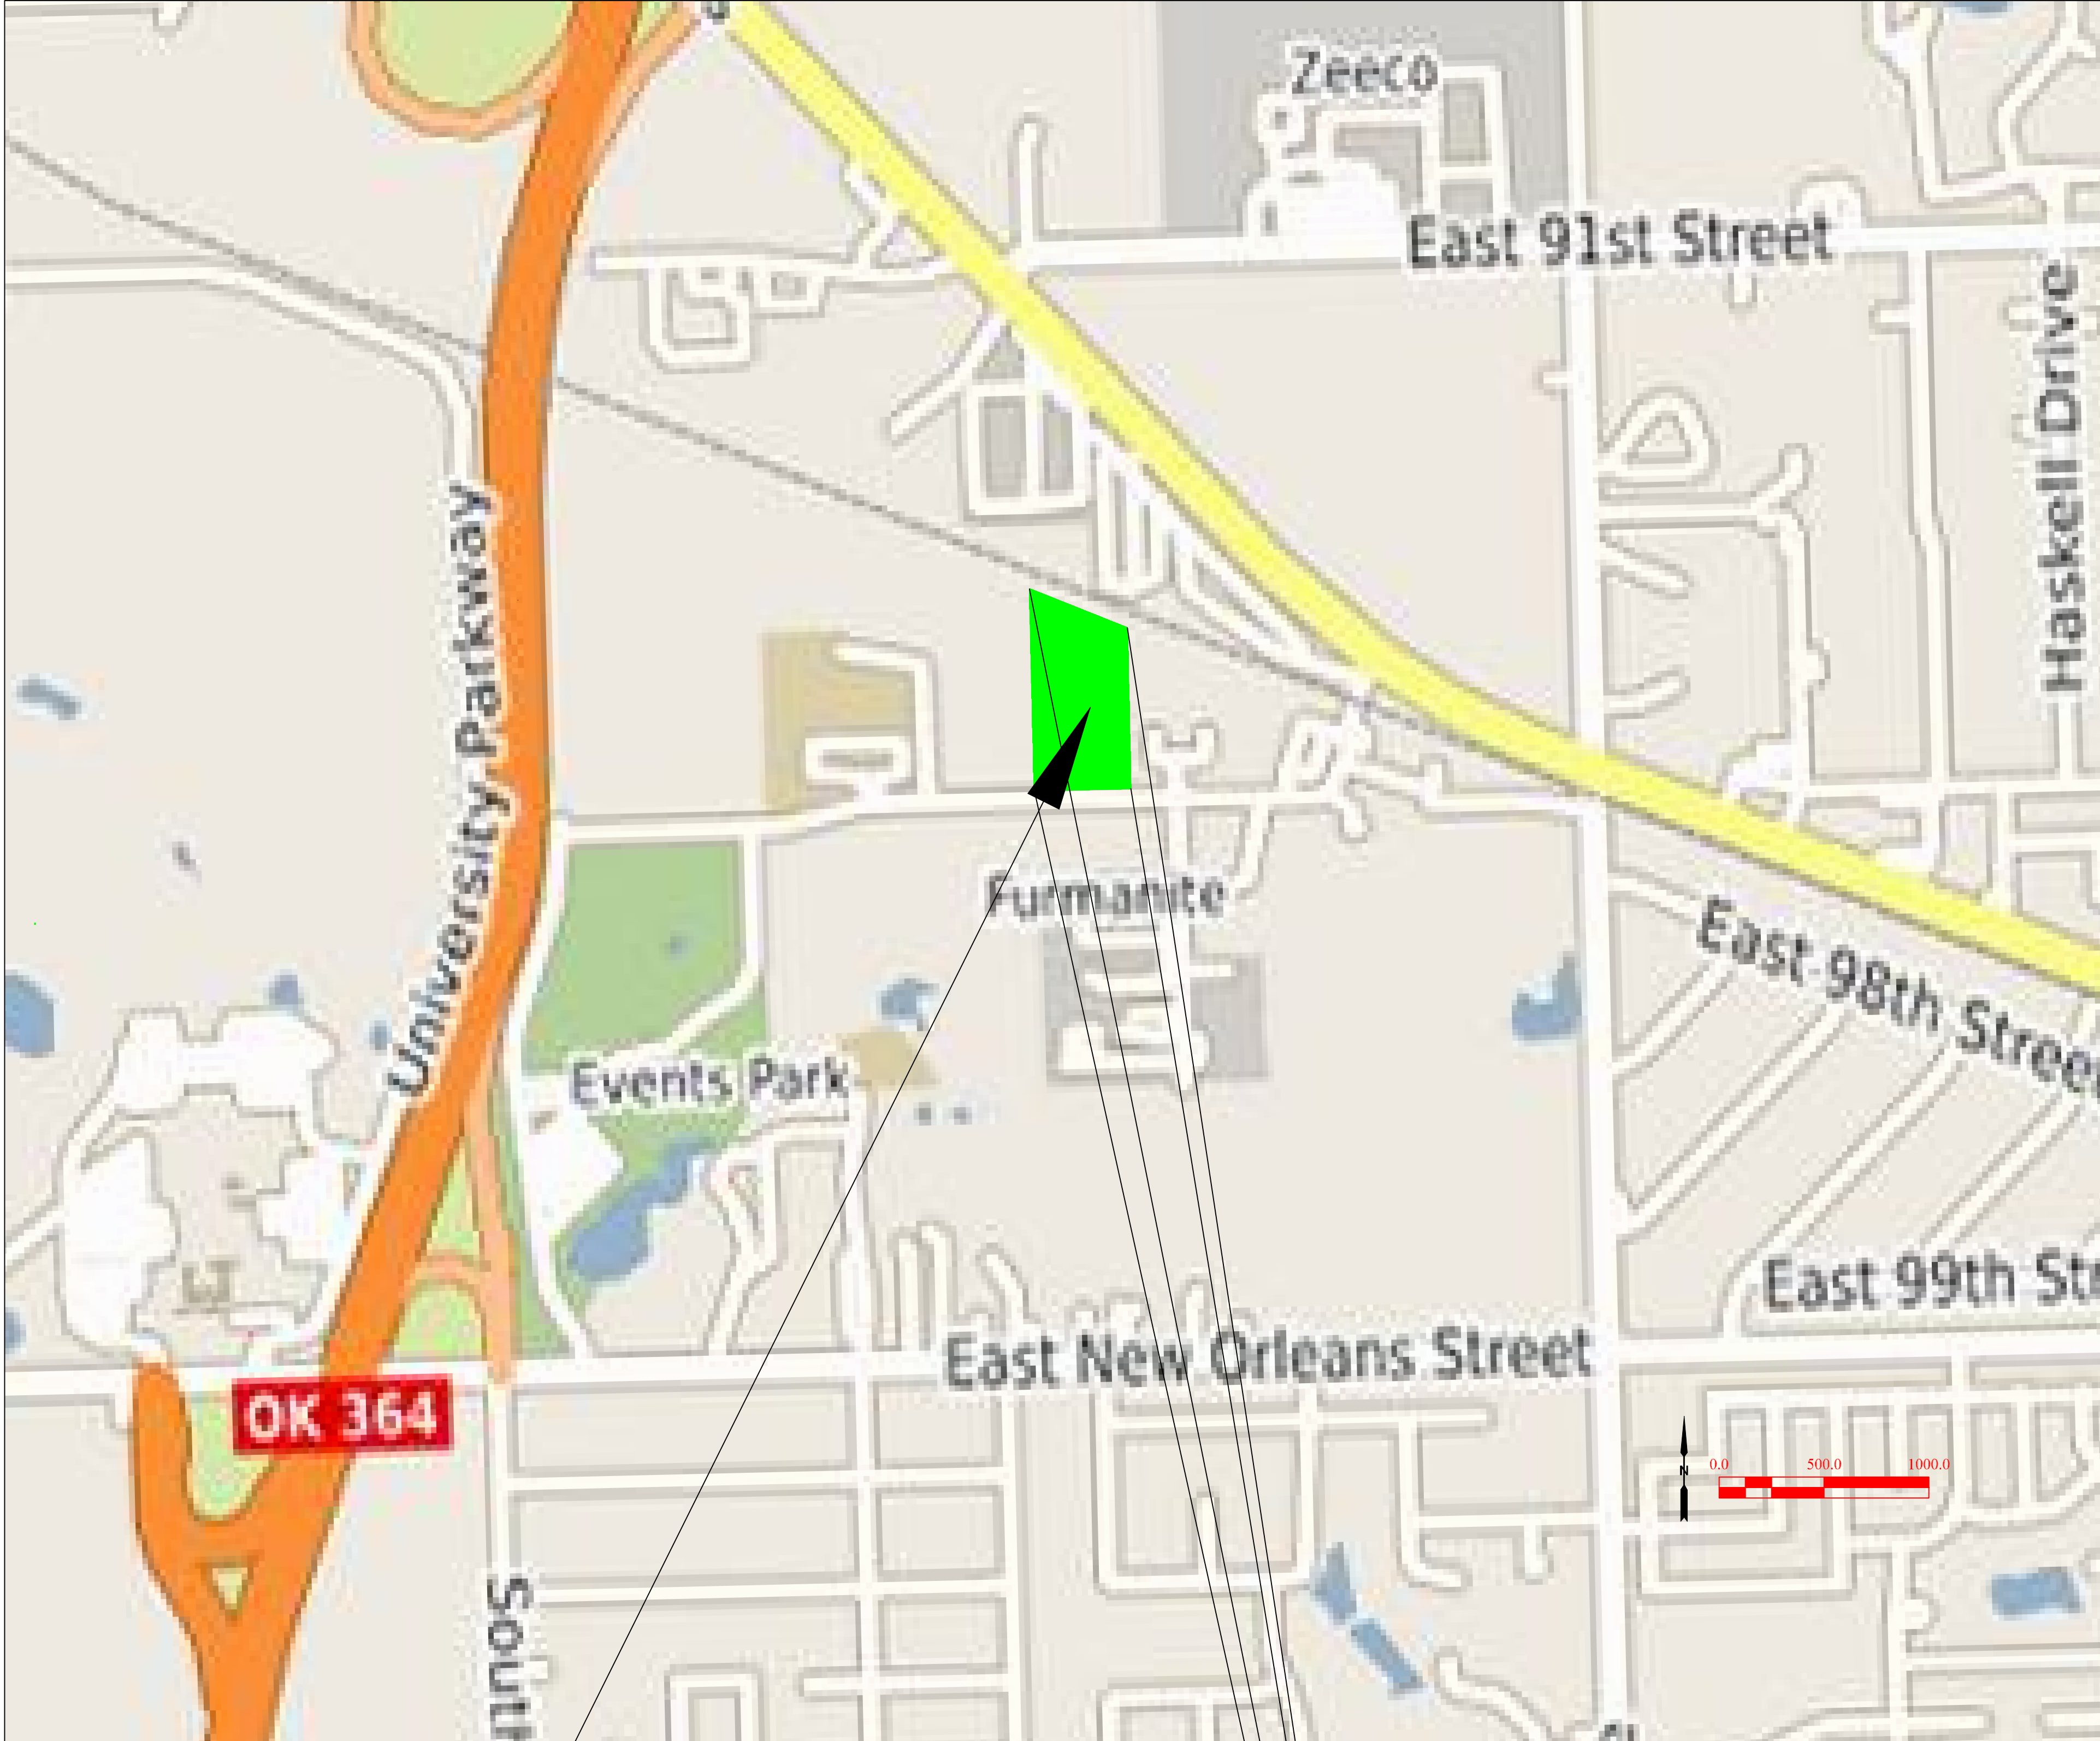 Zeeco
East 91st Street
Haskell Drive
University Parkway
Furmanite
East 98th Street
Events Park
East 99th Str
East New Orleans Street
OK 364
N
0.0 500.0 1000.0
South